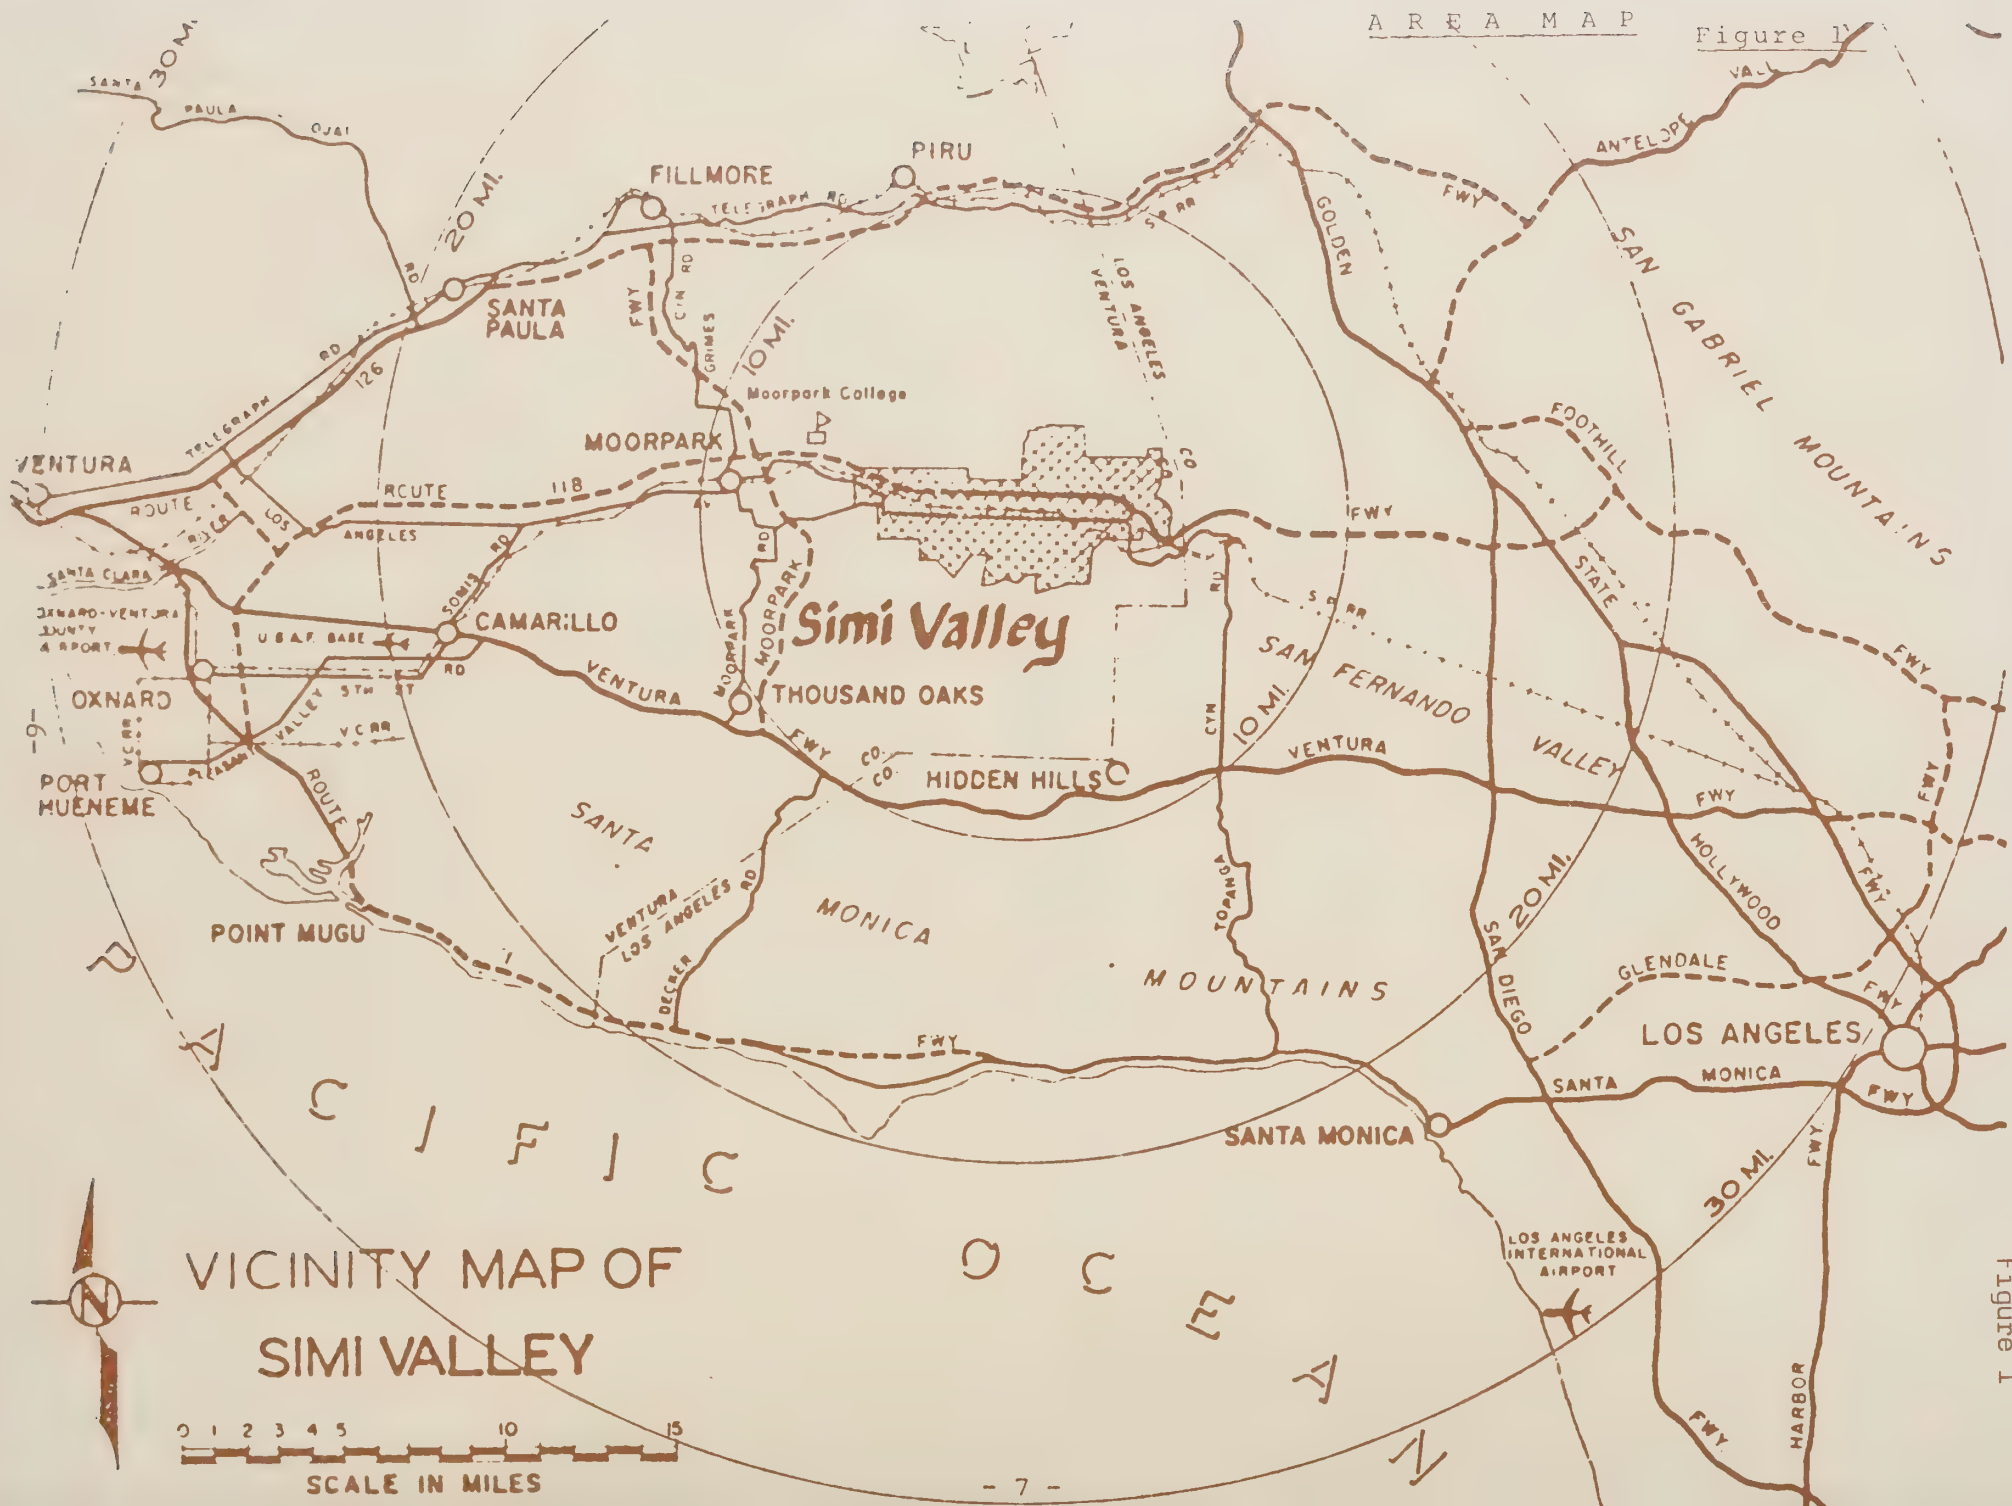 AREA MAP
Figure 1
30 MI.
SANTA
PAULA
OJAI
RD
20 MI.
FILLMORE
PIRU
TELEGRAPH RD
S P RR
GOLDEN
FWY
ANTELOPE
VALL
SAN GABRIEL MOUNTAINS
SANTA
PAULA
FWY
RD
GRIMES
10 MI.
LOS ANGELES
VENTURA
TELEGRAPH
RD
126
Moorpark College
MOORPARK
FOOTHILL
VENTURA
ROUTE
ROUTE
118
LOS
ANGELES
CO
FWY
STATE
SANTA CLARA
RD
SOMIS
RD
RD
AIRPORT
U.S.A.F. BASE
CAMARILLO
MOORPARK
MOORPARK
Simi Valley
S P RR
SAN FERNANDO VALLEY
FWY
OXNARD
RD
5TH ST
VALLEY
V C RR
V C RR
VENTURA
THOUSAND OAKS
FWY
CYN
10 MI.
-6-
PORT
HUENEME
ROUTE
CO.
CO.
HIDDEN HILLS
VENTURA
FWY
FWY
SANTA MONICA MOUNTAINS
POINT MUGU
VENTURA
LOS ANGELES
RD
DECKER
TOPANGA
20 MI.
HOLLYWOOD
FWY
SAN DIEGO
GLENDALE
FWY
1
FWY
LOS ANGELES
SANTA MONICA
FWY
SANTA MONICA
FWY
30 MI.
PACIFIC OCEAN
LOS ANGELES
INTERNATIONAL
AIRPORT
HARBOR
FWY
N
VICINITY MAP OF
SIMI VALLEY
0 1 2 3 4 5 10 15
SCALE IN MILES
- 7 -
Figure 1